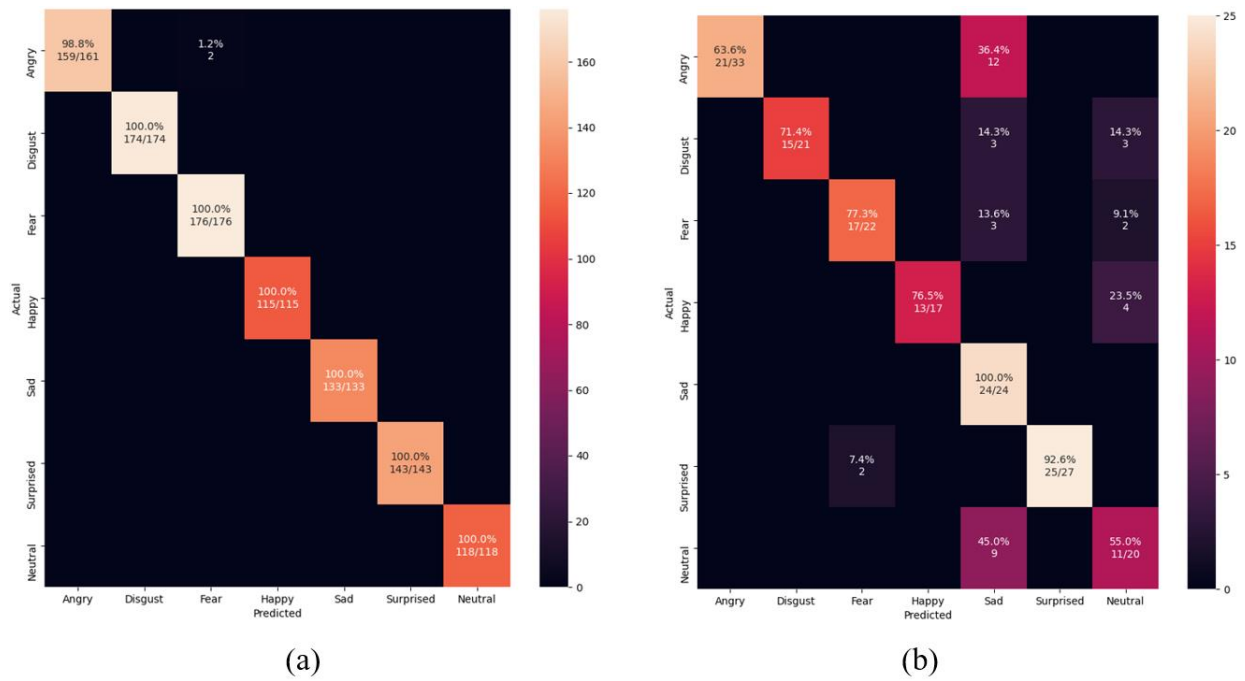 98.8%
159/161
1.2%
2
100.0%
174/174
100.0%
176/176
100.0%
115/115
100.0%
133/133
100.0%
143/143
100.0%
118/118
Angry
Disgust
Fear
Happy
Sad
Surprised
Neutral
Actual
Angry
Disgust
Fear
Happy
Sad
Surprised
Neutral
Predicted
160
140
120
100
80
60
40
20
0
(a)
63.6%
21/33
36.4%
12
71.4%
15/21
14.3%
3
14.3%
3
77.3%
17/22
13.6%
3
9.1%
2
76.5%
13/17
23.5%
4
100.0%
24/24
7.4%
2
92.6%
25/27
45.0%
9
55.0%
11/20
Angry
Disgust
Fear
Happy
Sad
Surprised
Neutral
Actual
Angry
Disgust
Fear
Happy
Sad
Surprised
Neutral
Predicted
25
20
15
10
5
0
(b)